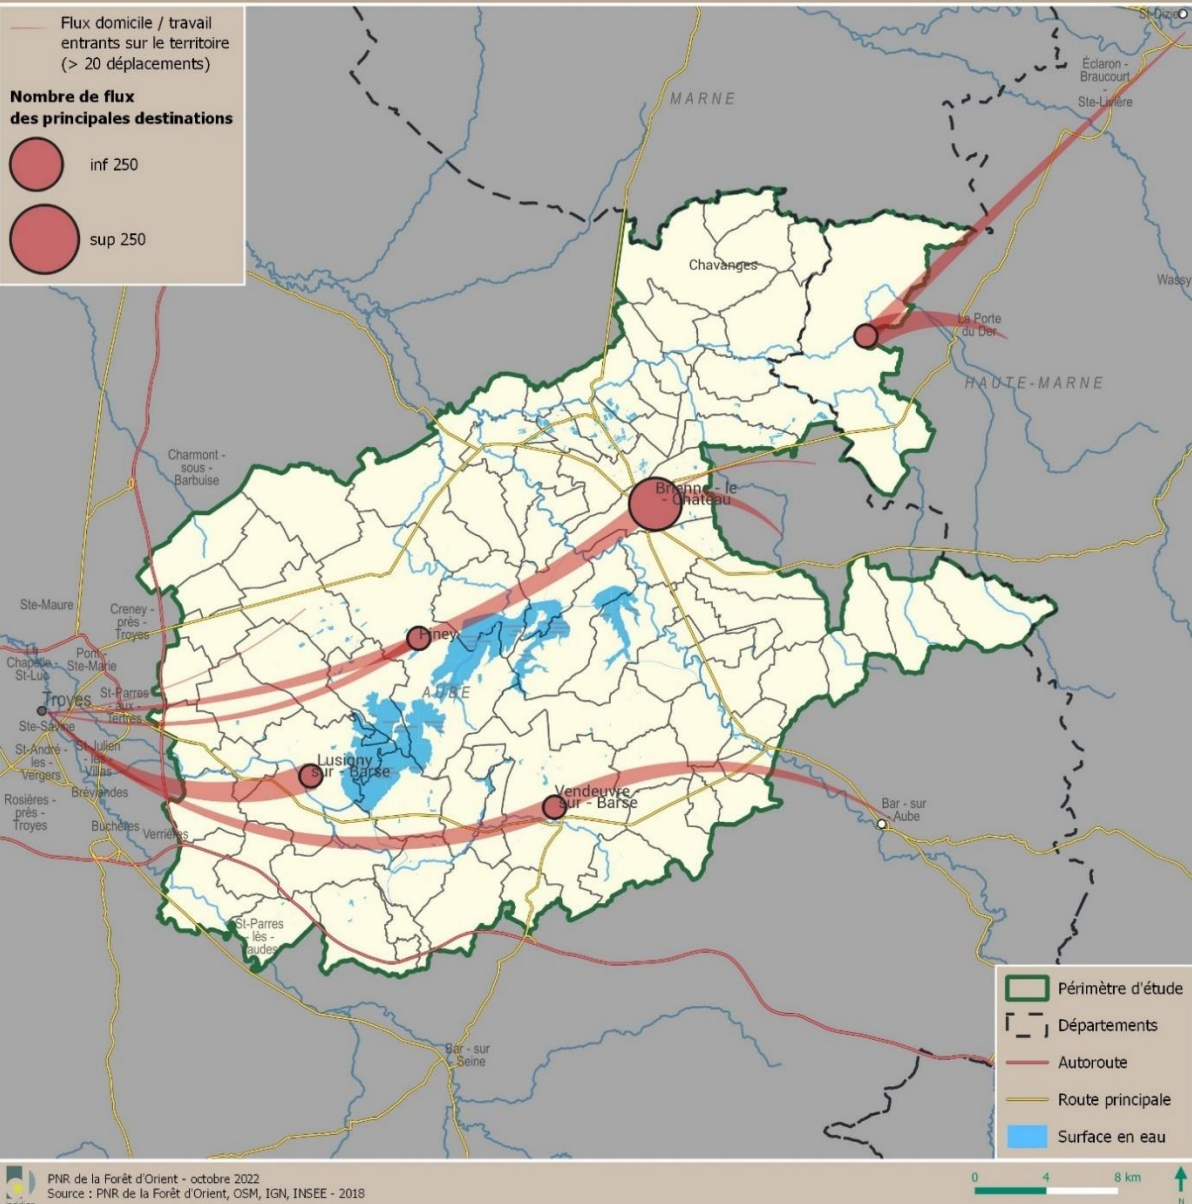 Flux domicile / travail
entrants sur le territoire
(> 20 déplacements)
Nombre de flux
des principales destinations
inf 250
sup 250
St-Dizier
Éclaron -
Braucourt
-
Ste-Livière
MARNE
Chavanges
Wassy
La Porte
du Der
HAUTE-MARNE
Charmont -
sous -
Barbuise
Brienne - le
- Château
Ste-Maure
Creney -
près -
Troyes
Piney
La
Chapelle -
St-Luc
Pont -
Ste-Marie
AUBE
St-Parres
- aux -
Tertres
Troyes
Ste-Savine
St-André -
les -
Vergers
St-Julien
- les -
Villas
Lusigny
sur - Barse
Bréviandes
Vendeuvre -
sur - Barse
Rosières -
près -
Troyes
Buchères
Verrières
Bar - sur
- Aube
St-Parres
- lès -
Vaudes
Bar - sur
- Seine
Périmètre d'étude
Départements
Autoroute
Route principale
Surface en eau
PNR de la Forêt d'Orient - octobre 2022
Source : PNR de la Forêt d'Orient, OSM, IGN, INSEE - 2018
0 4 8 km
N